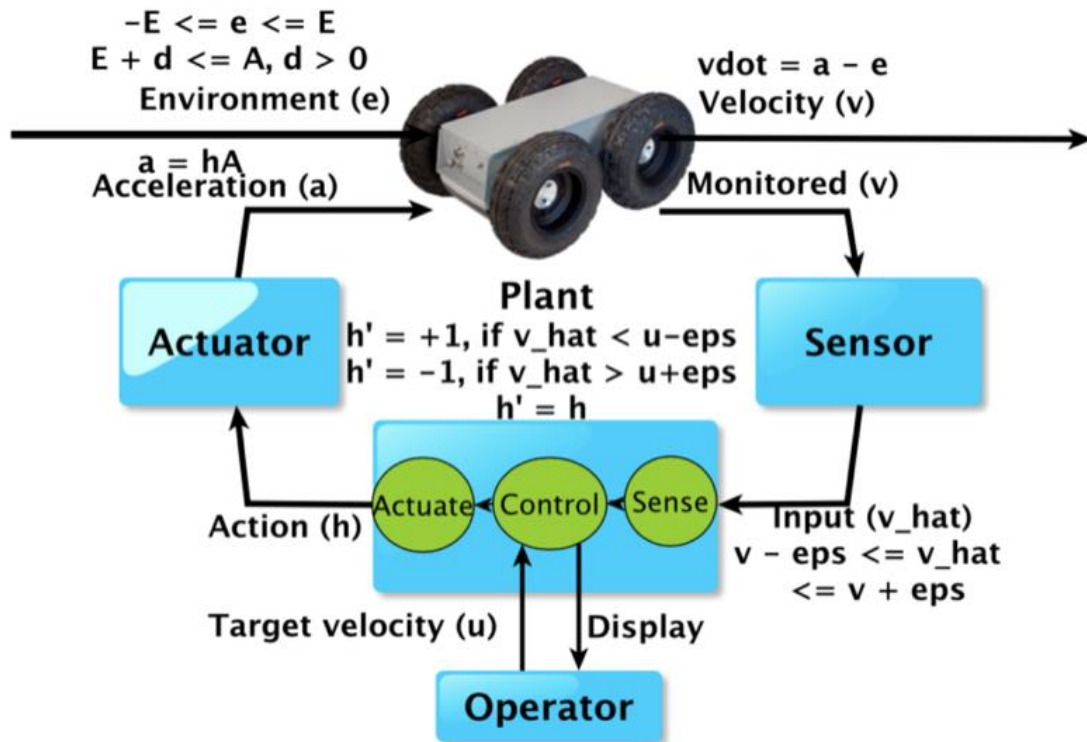 -E <= e <= E
E + d <= A, d > 0
Environment (e)
vdot = a - e
Velocity (v)
a = hA
Acceleration (a)
Monitored (v)
Plant
Actuator
Sensor
h' = +1, if v_hat < u-eps
h' = -1, if v_hat > u+eps
h' = h
Actuate
Control
Sense
Action (h)
Input (v_hat)
v - eps <= v_hat
<= v + eps
Target velocity (u)
Display
Operator